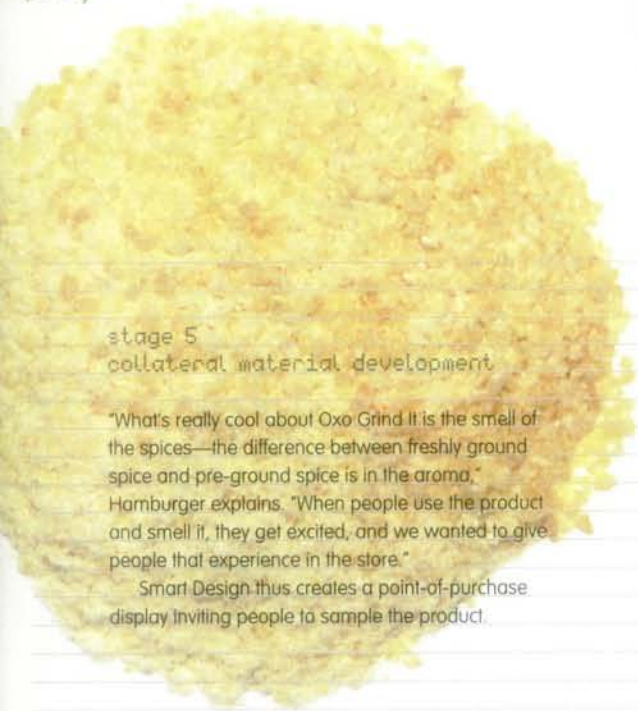 stage 5
collateral material development
"What's really cool about Oxo Grind It is the smell of
the spices—the difference between freshly ground
spice and pre-ground spice is in the aroma,"
Hamburger explains. "When people use the product
and smell it, they get excited, and we wanted to give
people that experience in the store."
Smart Design thus creates a point-of-purchase
display inviting people to sample the product.